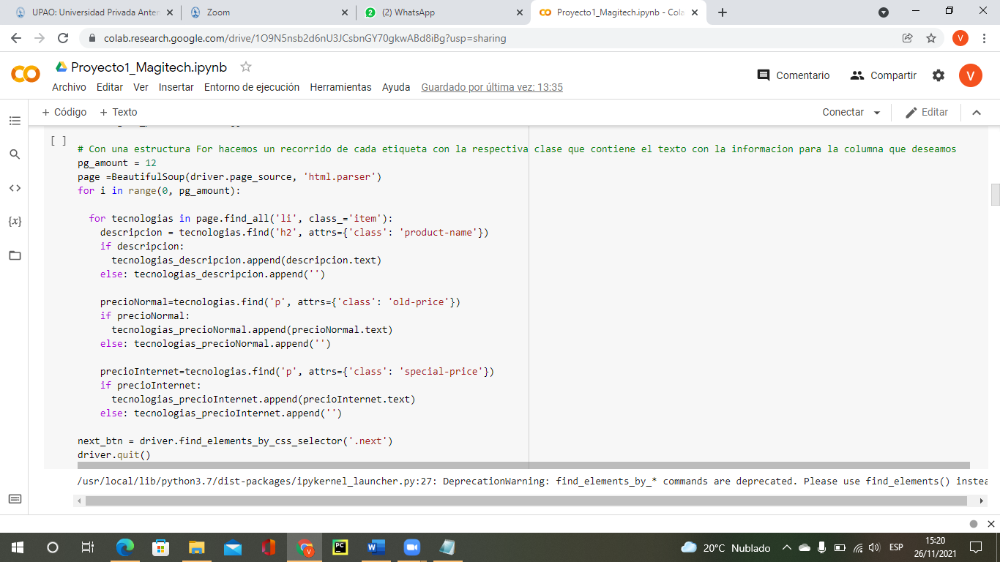 UPAO: Universidad Privada Anter
Zoom
(2) WhatsApp
Proyecto1_Magitech.ipynb - Cola
colab.research.google.com/drive/1O9N5nsb2d6nU3JCsbnGY70gkwABd8iBg?usp=sharing
V
Proyecto1_Magitech.ipynb
Comentario
Compartir
V
Archivo Editar Ver Insertar Entorno de ejecución Herramientas Ayuda Guardado por última vez: 13:35
+ Código + Texto
Conectar
Editar
[ ]
# Con una estructura For hacemos un recorrido de cada etiqueta con la respectiva clase que contiene el texto con la informacion para la columna que deseamos
pg_amount = 12
page =BeautifulSoup(driver.page_source, 'html.parser')
for i in range(0, pg_amount):
for tecnologias in page.find_all('li', class_='item'):
descripcion = tecnologias.find('h2', attrs={'class': 'product-name'})
if descripcion:
tecnologias_descripcion.append(descripcion.text)
else: tecnologias_descripcion.append('')
precioNormal=tecnologias.find('p', attrs={'class': 'old-price'})
if precioNormal:
tecnologias_precioNormal.append(precioNormal.text)
else: tecnologias_precioNormal.append('')
precioInternet=tecnologias.find('p', attrs={'class': 'special-price'})
if precioInternet:
tecnologias_precioInternet.append(precioInternet.text)
else: tecnologias_precioInternet.append('')
next_btn = driver.find_elements_by_css_selector('.next')
driver.quit()
/usr/local/lib/python3.7/dist-packages/ipykernel_launcher.py:27: DeprecationWarning: find_elements_by_* commands are deprecated. Please use find_elements() instea
20°C Nublado
ESP
15:20
26/11/2021